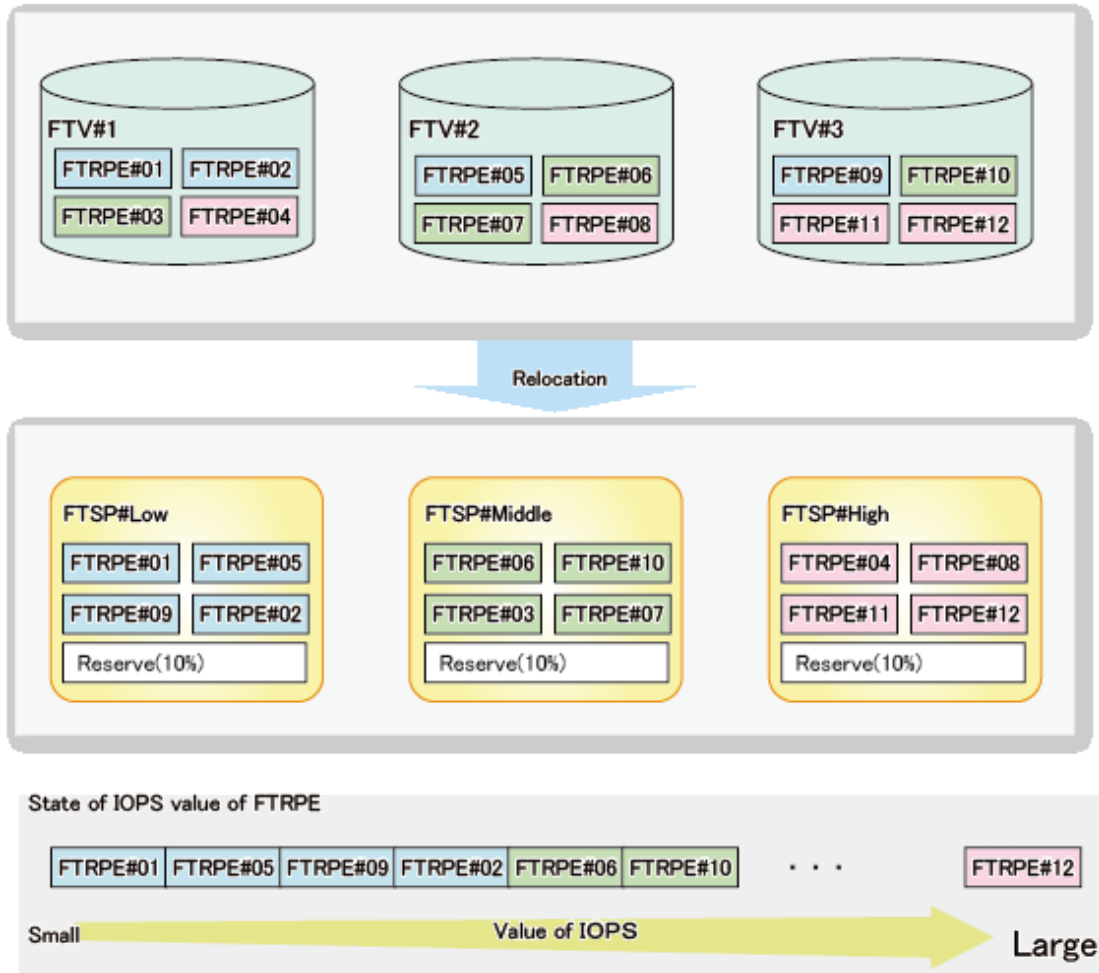 FTV#1
FTRPE#01 FTRPE#02
FTRPE#03 FTRPE#04
FTV#2
FTRPE#05 FTRPE#06
FTRPE#07 FTRPE#08
FTV#3
FTRPE#09 FTRPE#10
FTRPE#11 FTRPE#12
Relocation
FTSP#Low
FTRPE#01 FTRPE#05
FTRPE#09 FTRPE#02
Reserve(10%)
FTSP#Middle
FTRPE#06 FTRPE#10
FTRPE#03 FTRPE#07
Reserve(10%)
FTSP#High
FTRPE#04 FTRPE#08
FTRPE#11 FTRPE#12
Reserve(10%)
State of IOPS value of FTRPE
FTRPE#01 FTRPE#05 FTRPE#09 FTRPE#02 FTRPE#06 FTRPE#10 · · · FTRPE#12
Small Value of IOPS Large